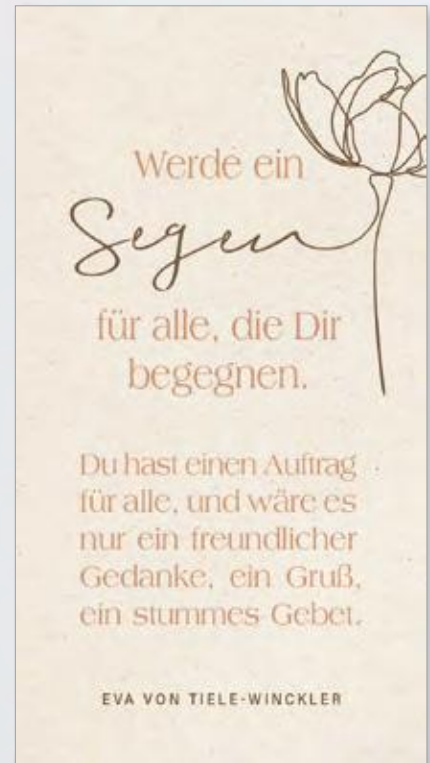 Werde ein
Segen
für alle, die Dir
begegnen.
Du hast einen Auftrag
für alle, und wäre es
nur ein freundlicher
Gedanke, ein Gruß,
ein stummes Gebet.
EVA VON TIELE-WINCKLER